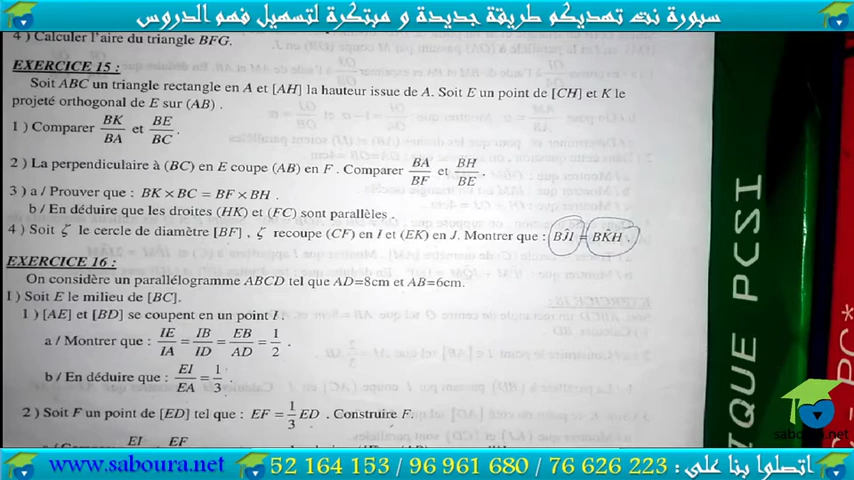 سبورة نت تهديكم طريقة جديدة و مبتكرة لتسهيل فهم الدروس
4 ) Calculer l'aire du triangle BFG.
EXERCICE 15 :
Soit ABC un triangle rectangle en A et [AH] la hauteur issue de A. Soit E un point de [CH] et K le
projeté orthogonal de E sur (AB) .
1 ) Comparer BK/BA et BE/BC .
2 ) La perpendiculaire à (BC) en E coupe (AB) en F . Comparer BA/BF et BH/BE .
3 ) a / Prouver que : BK × BC = BF × BH .
b / En déduire que les droites (HK) et (FC) sont parallèles .
4 ) Soit ζ le cercle de diamètre [BF] , ζ recoupe (CF) en I et (EK) en J. Montrer que : BĴI = BK̂H .
EXERCICE 16 :
On considère un parallélogramme ABCD tel que AD=8cm et AB=6cm.
I ) Soit E le milieu de [BC].
1 ) [AE] et [BD] se coupent en un point I .
a / Montrer que : IE/IA = IB/ID = EB/AD = 1/2 .
b / En déduire que : EI/EA = 1/3 .
2 ) Soit F un point de [ED] tel que : EF = 1/3 ED . Construire F.
EI EF
IQUE PCSI
PC*
saboura.net
www.saboura.net
اتصلوا بنا على : 223 626 76 / 680 961 96 / 153 164 52